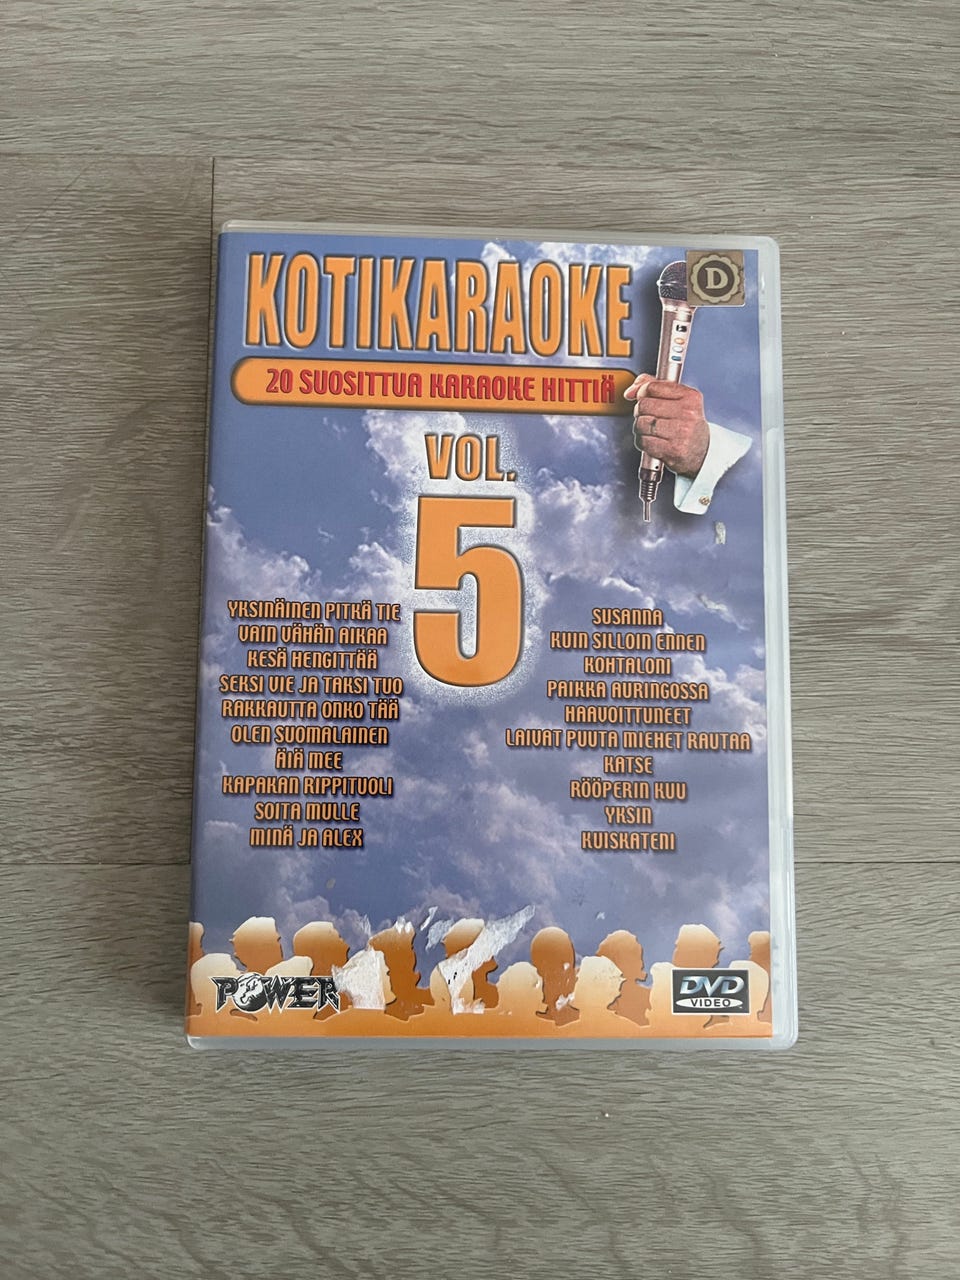 KOTIKARAOKE
D
20 SUOSITTUA KARAOKE HITTIÄ
VOL.
5
YKSINÄINEN PITKÄ TIE
VAIN VÄHÄN AIKAA
KESÄ HENGITTÄÄ
SEKSI VIE JA TAKSI TUO
RAKKAUTTA ONKO TÄÄ
OLEN SUOMALAINEN
ÄIÄ MEE
KAPAKAN RIPPITUOLI
SOITA MULLE
MINÄ JA ALEX
SUSANNA
KUIN SILLOIN ENNEN
KOHTALONI
PAIKKA AURINGOSSA
HAAVOITTUNEET
LAIVAT PUUTA MIEHET RAUTAA
KATSE
RÖÖPERIN KUU
YKSIN
KUISKATENI
POWER
DVD
VIDEO